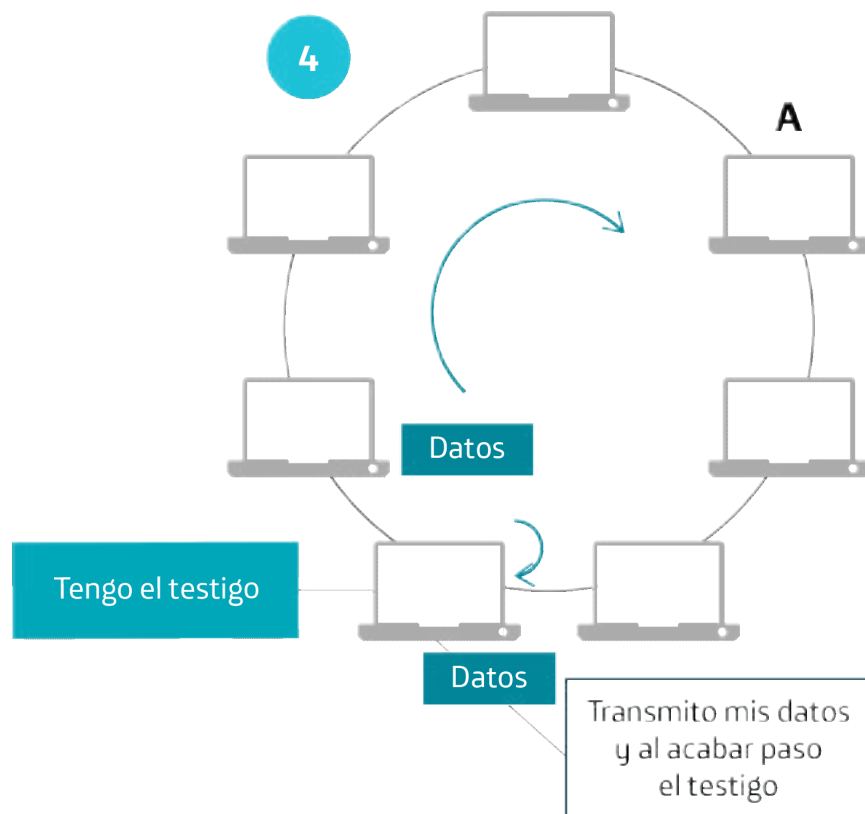 4
A
Datos
Tengo el testigo
Datos
Transmito mis datos
y al acabar paso
el testigo